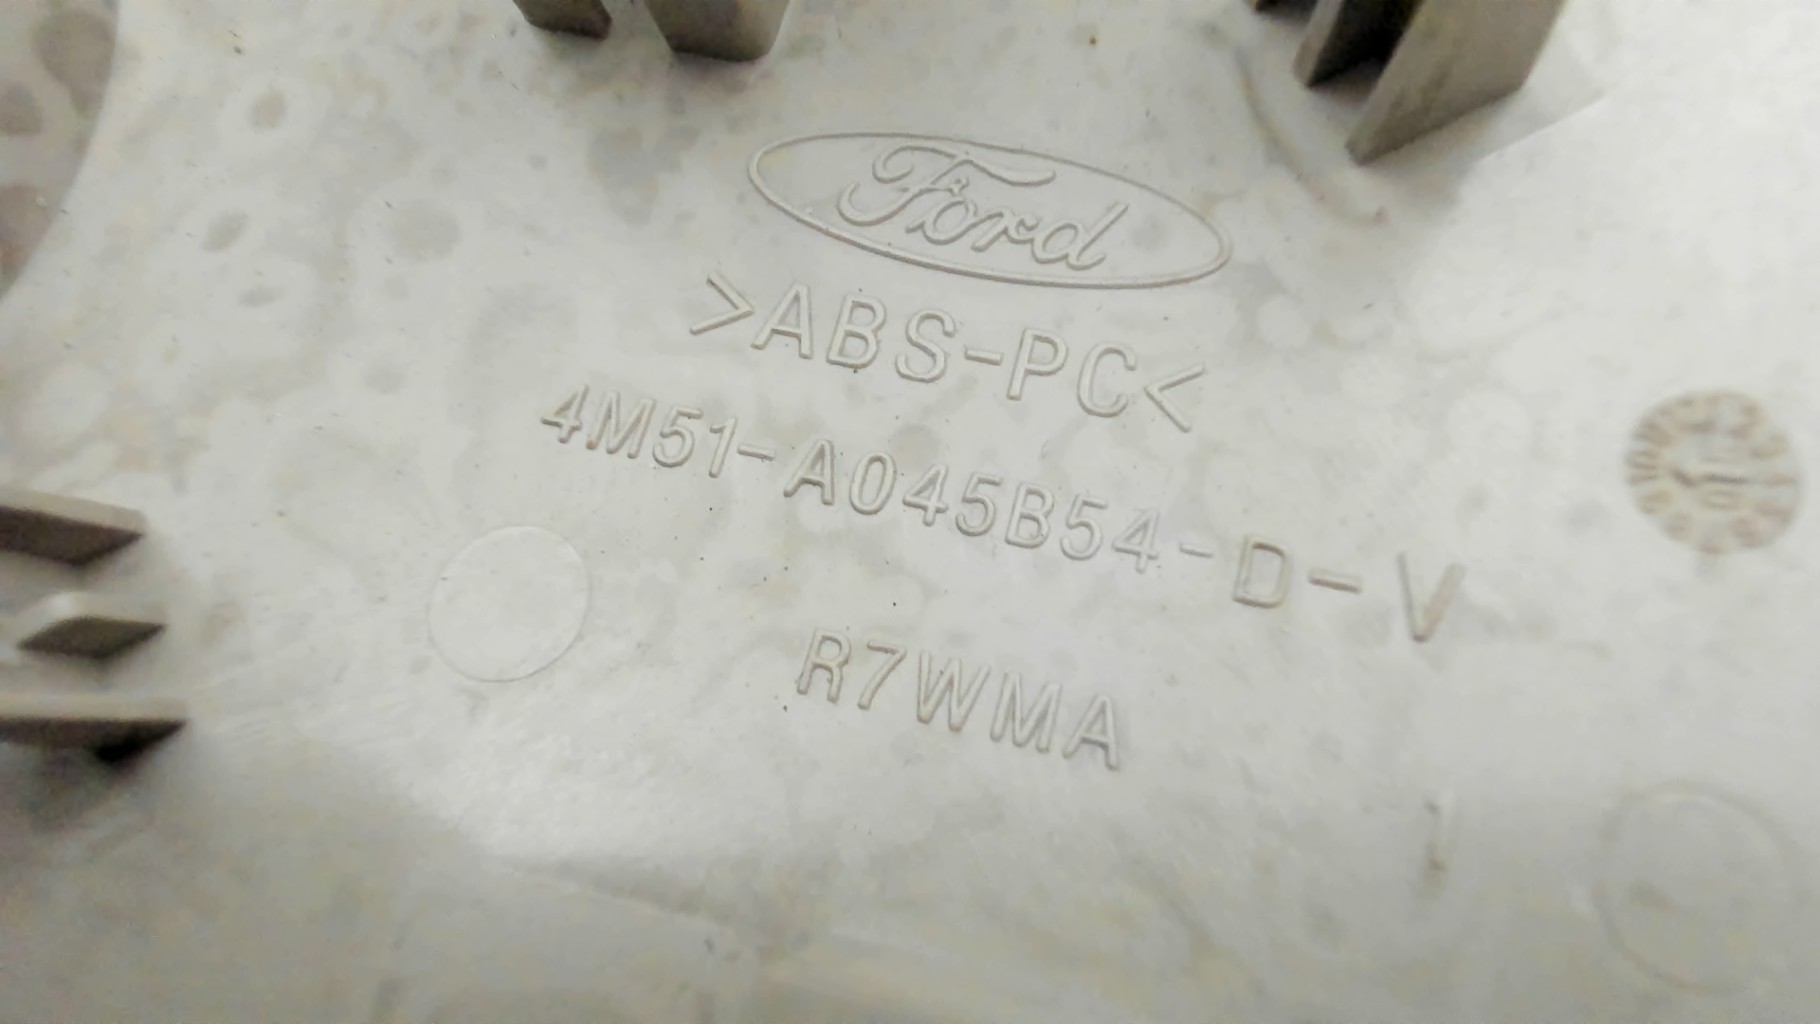 Ford
>ABS-PC<
4M51-A045B54-D-V
R7WMA